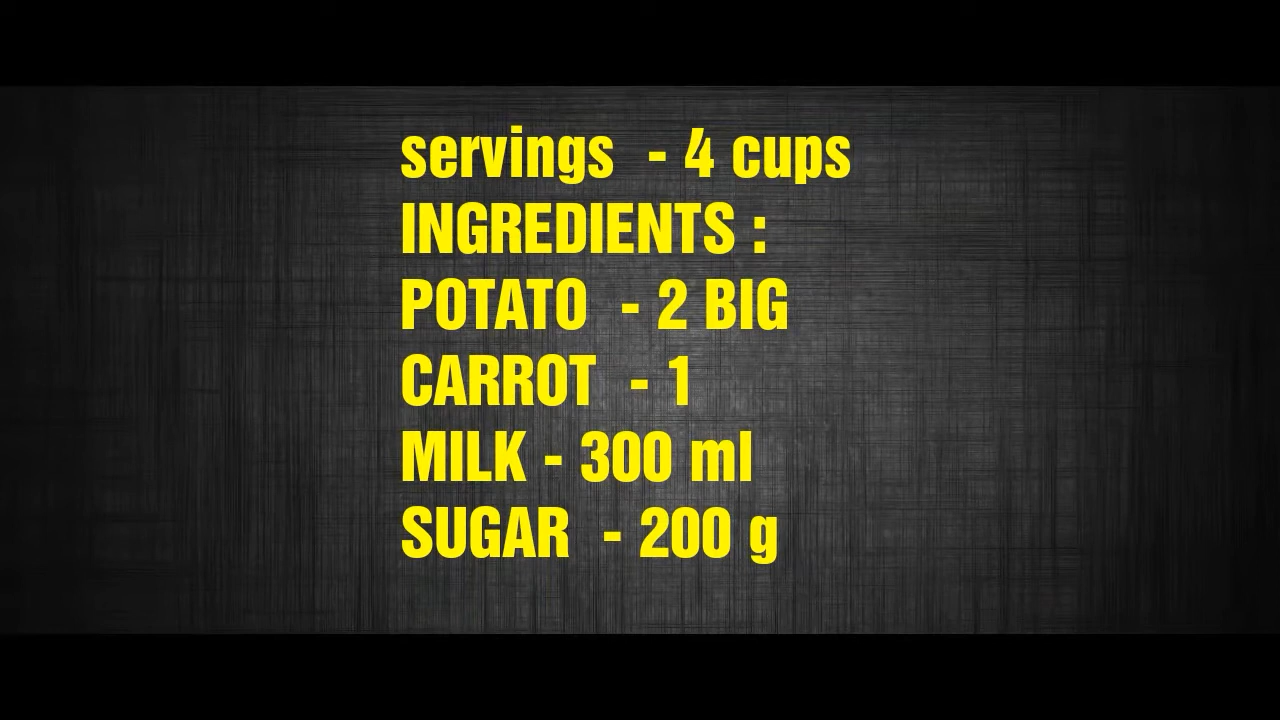 servings - 4 cups
INGREDIENTS :
POTATO - 2 BIG
CARROT - 1
MILK - 300 ml
SUGAR - 200 g